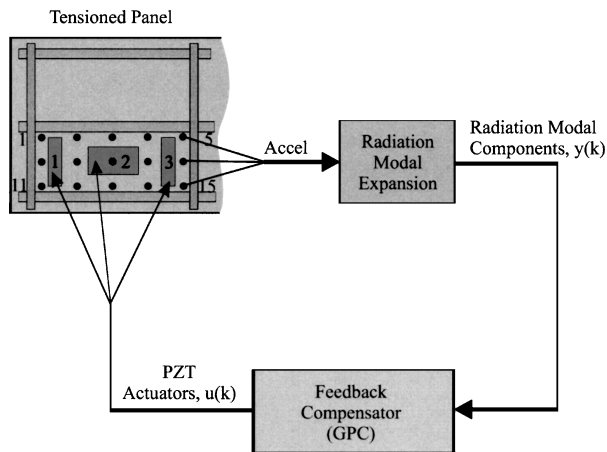 Tensioned Panel
1
5
1
2
3
11
15
Accel
Radiation
Modal
Expansion
Radiation Modal
Components, y(k)
PZT
Actuators, u(k)
Feedback
Compensator
(GPC)